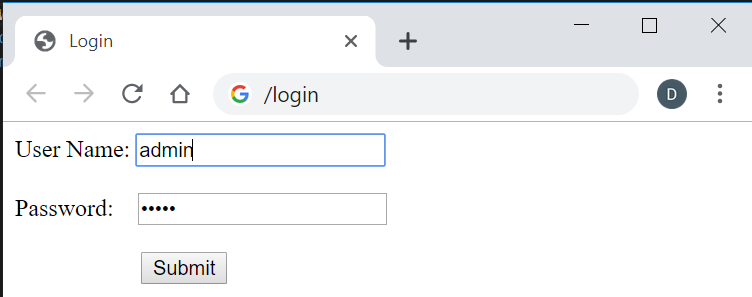 Login
/login
D
User Name: admin
Password: •••••
Submit